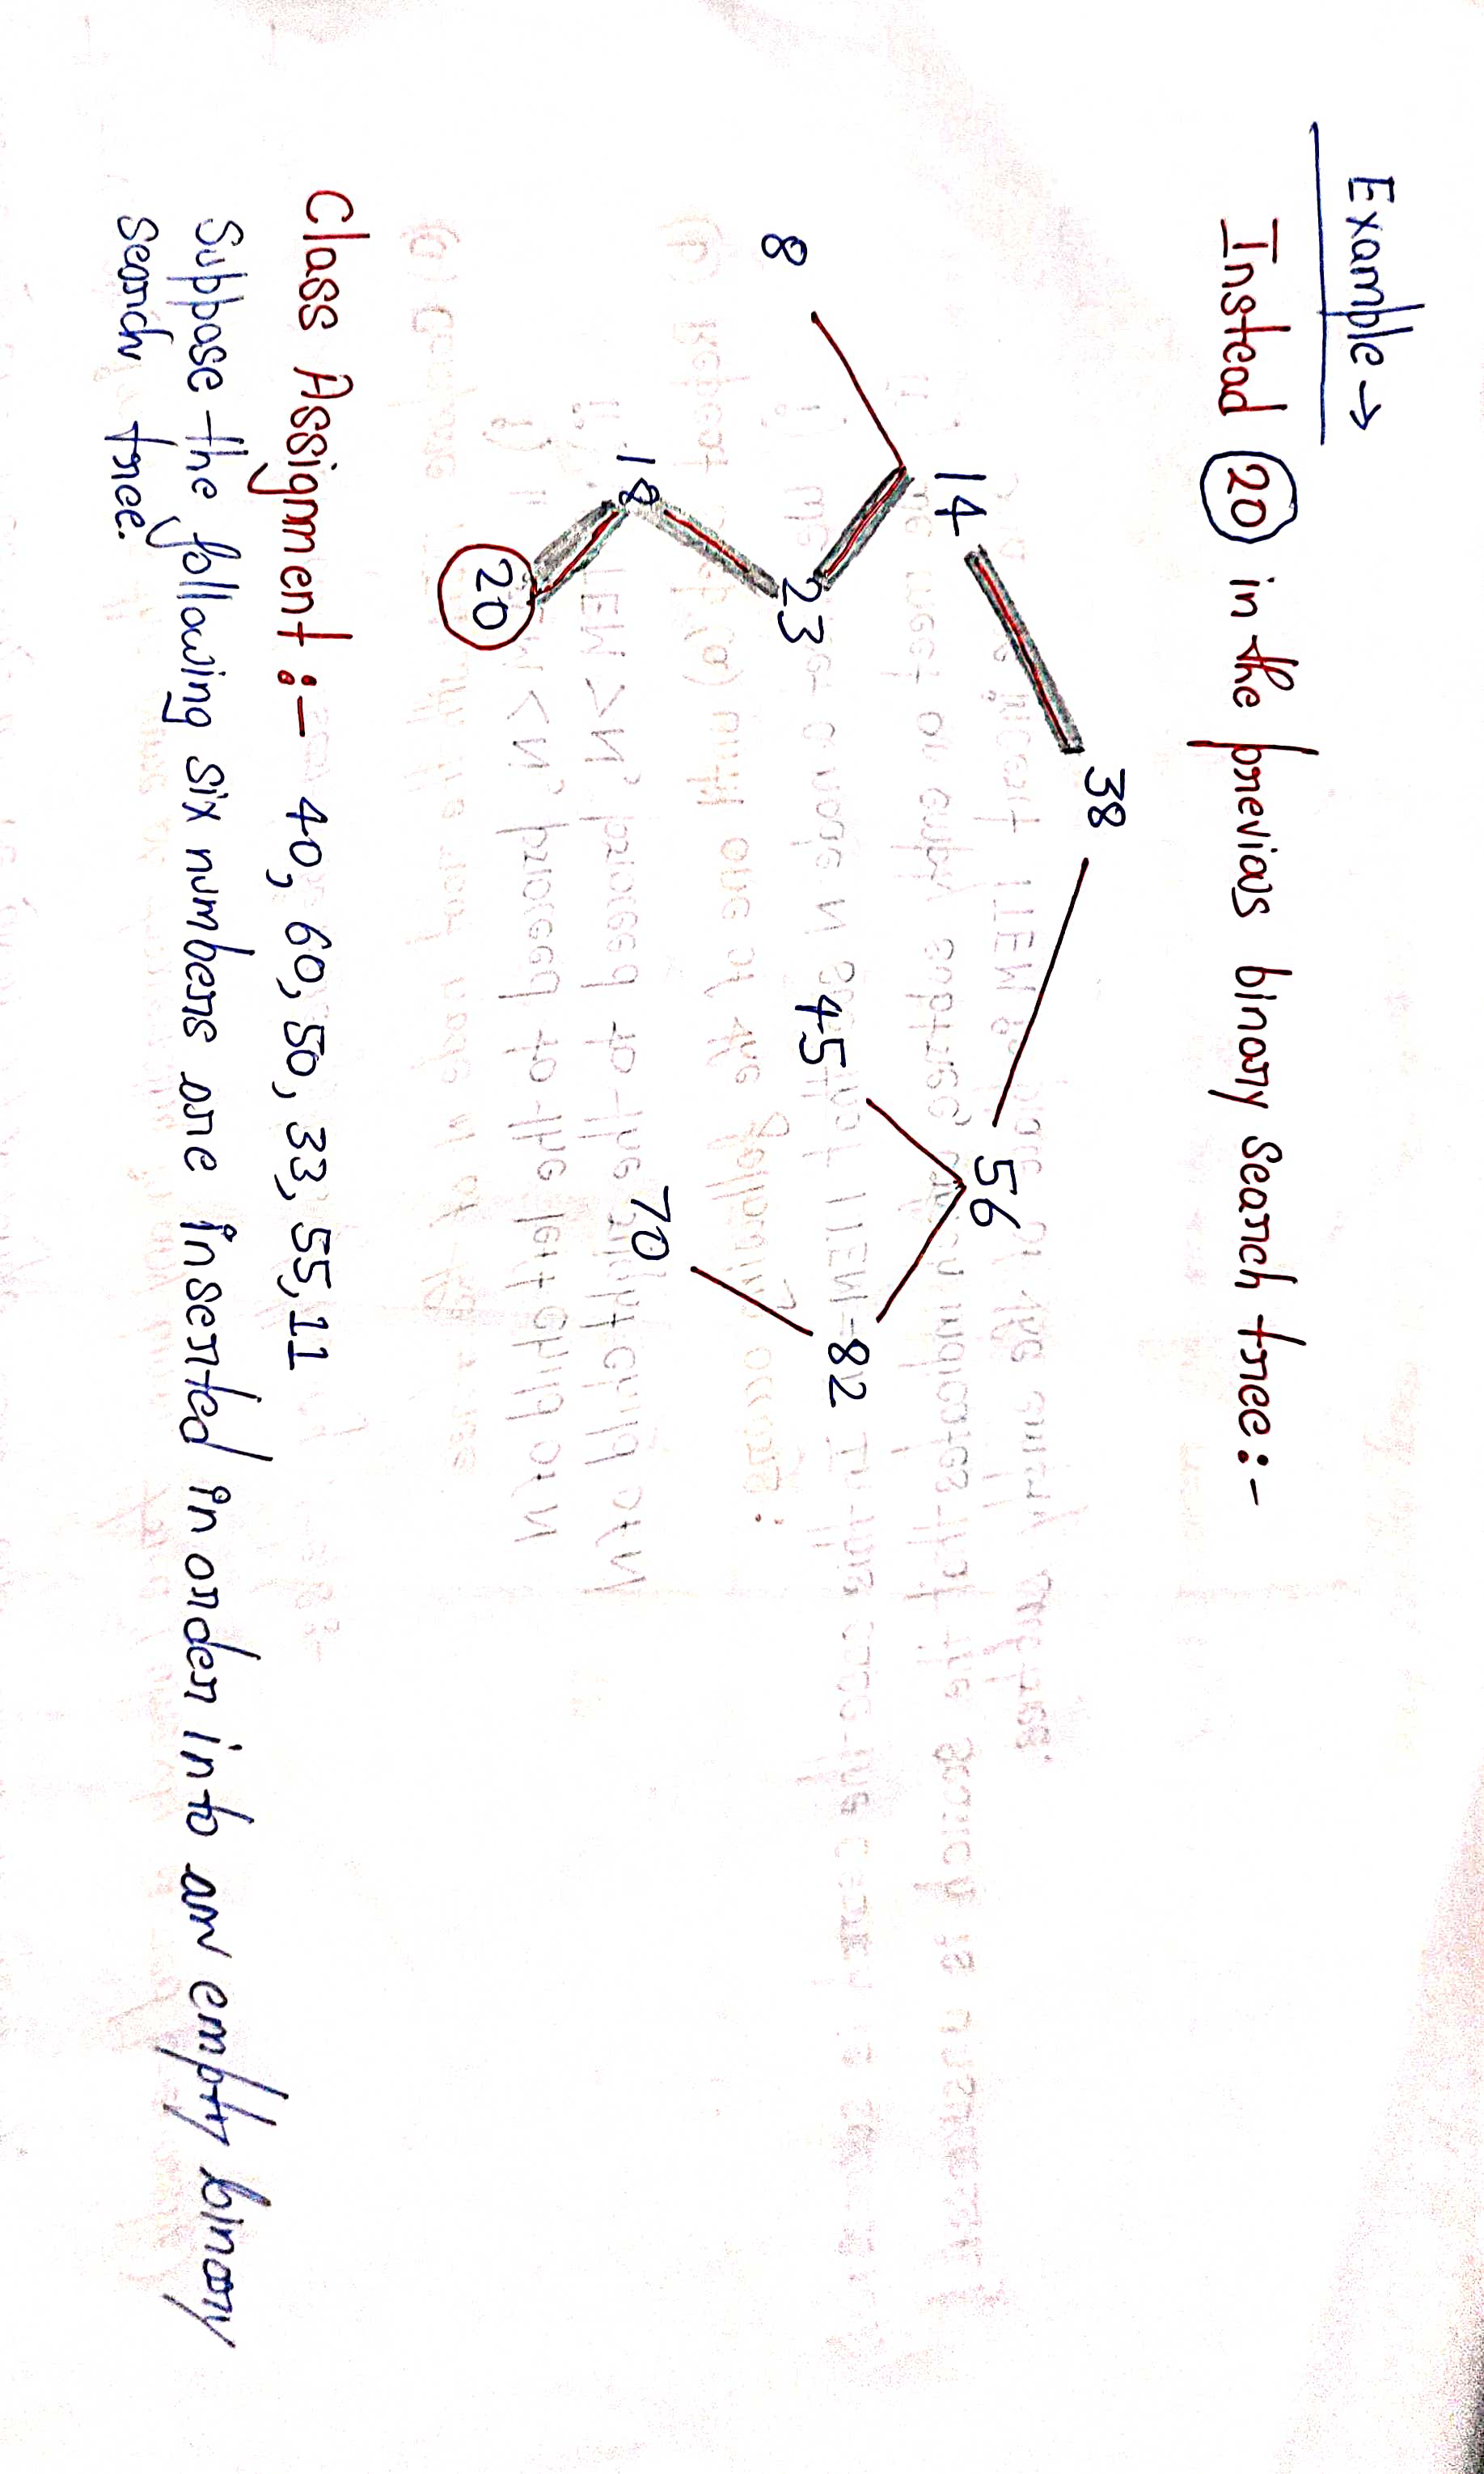 Example →
Instead 20 in the previous binary search tree:-
38
14
56
8
23
45
82
18
70
20
Class Assignment :- 40, 60, 50, 33, 55, 11
Suppose the following six numbers are inserted in order in to an empty binary
search tree.